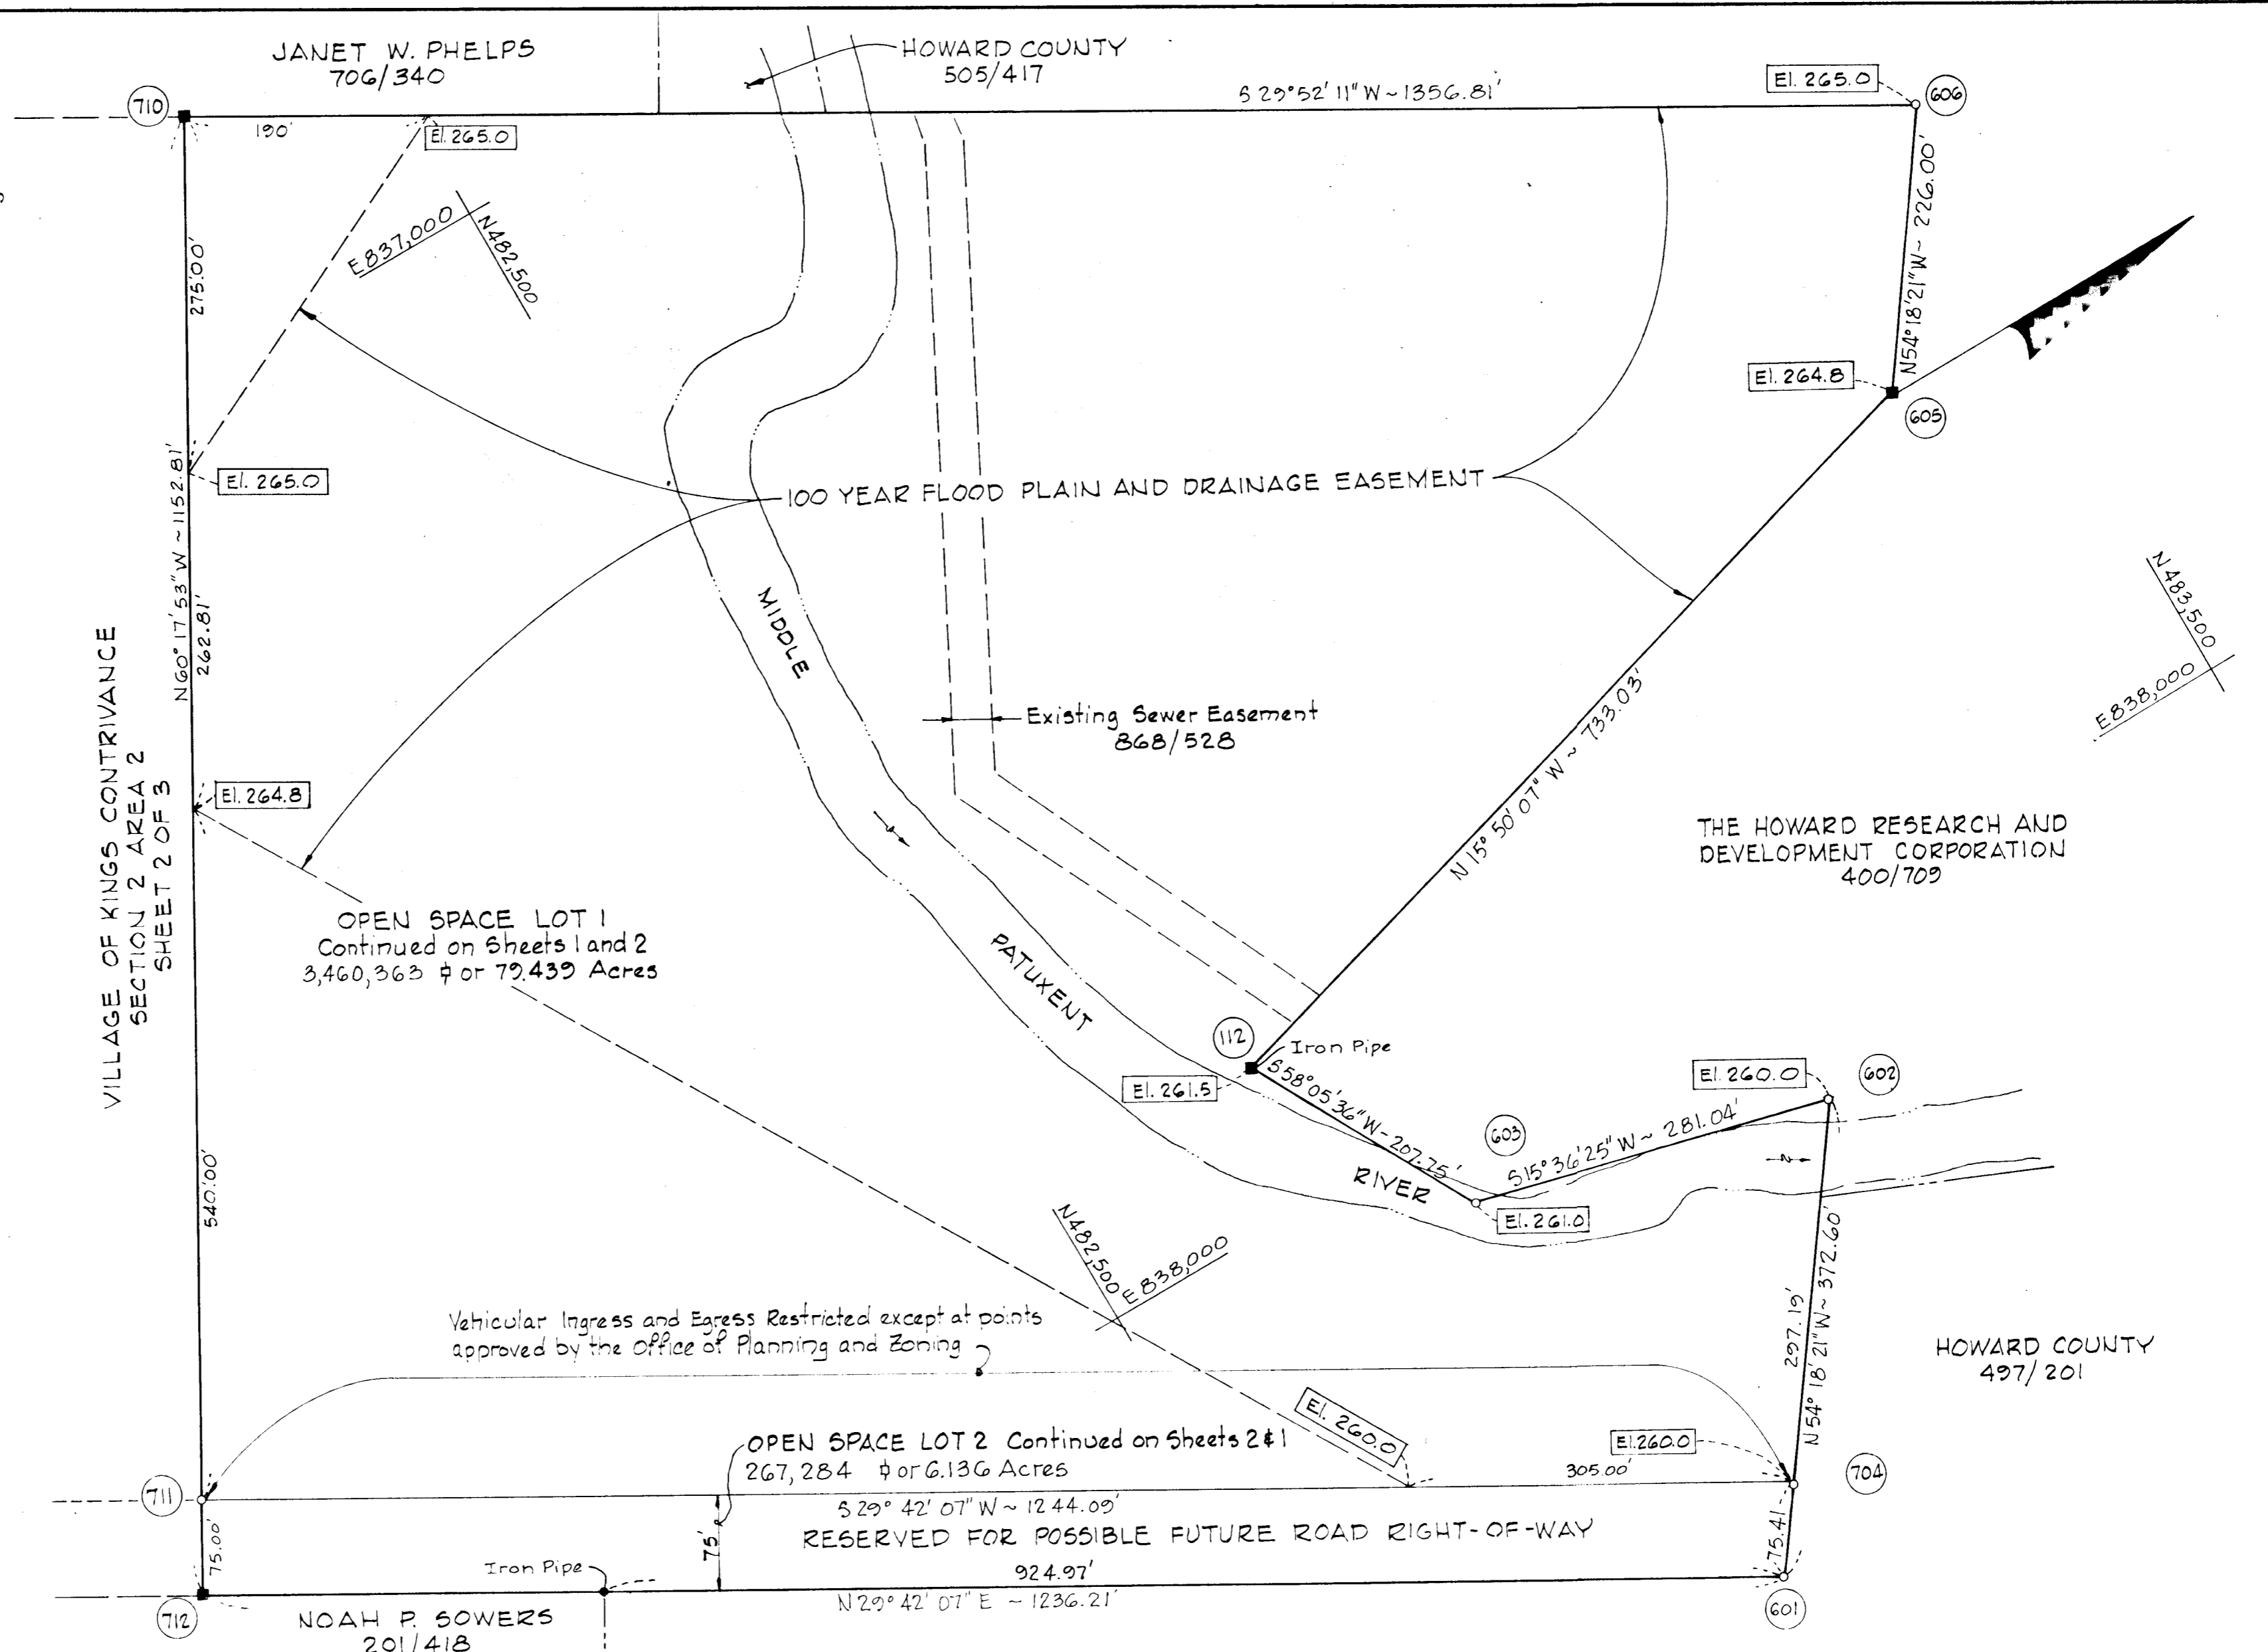 JANET W. PHELPS
706/340
HOWARD COUNTY
505/417
S 29° 52' 11" W ~ 1356.81'
El. 265.0
606
710
190'
El. 265.0
N 54° 18' 21" W ~ 226.00'
E 837,000
N 482,500
275.00'
El. 264.8
605
El. 265.0
100 YEAR FLOOD PLAIN AND DRAINAGE EASEMENT
N 60° 17' 53" W ~ 1152.81'
262.81'
MIDDLE
N 483,500
E 838,000
Existing Sewer Easement
868/528
N 15° 50' 07" W ~ 733.03'
VILLAGE OF KINGS CONTRIVANCE
SECTION 2 AREA 2
SHEET 2 OF 3
El. 264.8
THE HOWARD RESEARCH AND
DEVELOPMENT CORPORATION
400/709
OPEN SPACE LOT 1
Continued on Sheets 1 and 2
3,460,363 ⏀ or 79.439 Acres
PATUXENT
112
Iron Pipe
El. 261.5
S 58° 05' 36" W - 207.75'
El. 260.0
602
603
S 15° 36' 25" W ~ 281.04'
RIVER
El. 261.0
540.00'
N 482,500
E 838,000
297.19'
N 54° 18' 21" W ~ 372.60'
Vehicular Ingress and Egress Restricted except at points
approved by the Office of Planning and Zoning
HOWARD COUNTY
497/201
El. 260.0
OPEN SPACE LOT 2 Continued on Sheets 2 & 1
267,284 ⏀ or 6.136 Acres
El. 260.0
305.00'
704
711
S 29° 42' 07" W ~ 1244.09'
75.00'
75'
RESERVED FOR POSSIBLE FUTURE ROAD RIGHT-OF-WAY
75.41
Iron Pipe
924.97'
712
N 29° 42' 07" E ~ 1236.21'
601
NOAH P. SOWERS
201/418